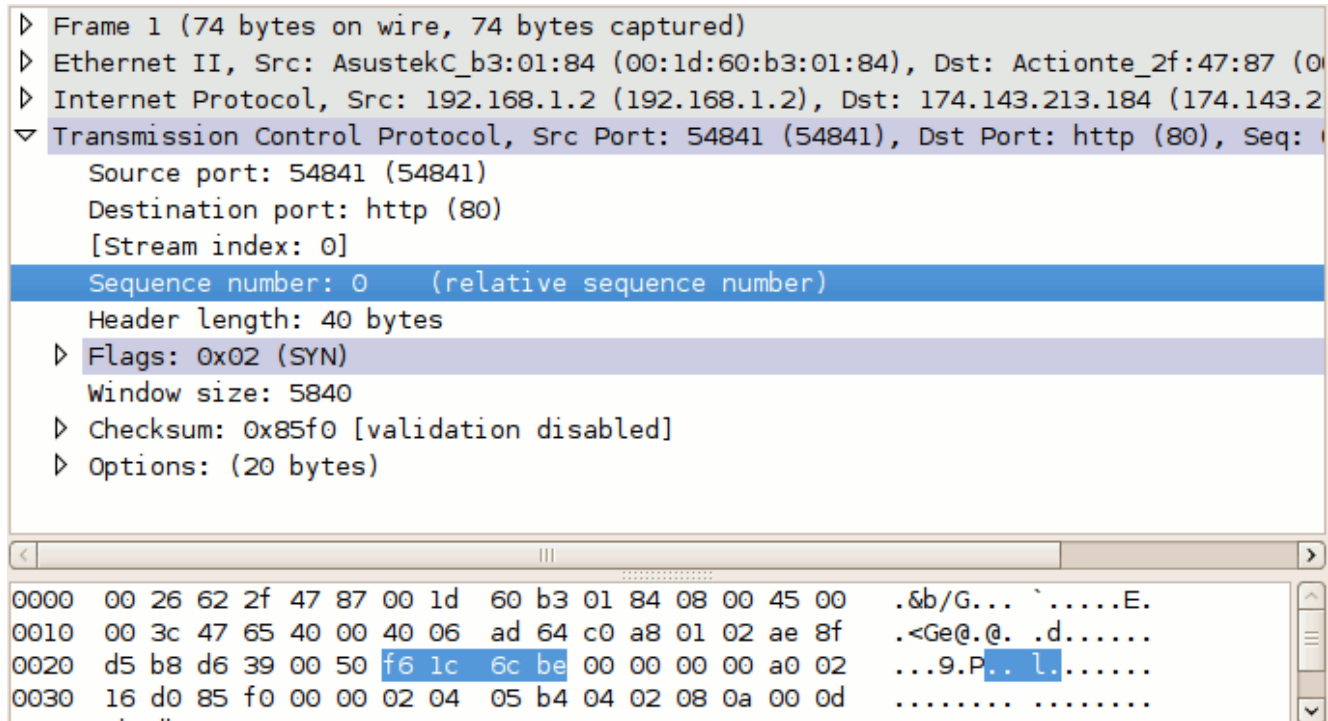 Frame 1 (74 bytes on wire, 74 bytes captured)
Ethernet II, Src: AsustekC_b3:01:84 (00:1d:60:b3:01:84), Dst: Actionte_2f:47:87 (0
Internet Protocol, Src: 192.168.1.2 (192.168.1.2), Dst: 174.143.213.184 (174.143.2
Transmission Control Protocol, Src Port: 54841 (54841), Dst Port: http (80), Seq:
Source port: 54841 (54841)
Destination port: http (80)
[Stream index: 0]
Sequence number: 0 (relative sequence number)
Header length: 40 bytes
Flags: 0x02 (SYN)
Window size: 5840
Checksum: 0x85f0 [validation disabled]
Options: (20 bytes)
0000 00 26 62 2f 47 87 00 1d 60 b3 01 84 08 00 45 00 .&b/G... `.....E.
0010 00 3c 47 65 40 00 40 06 ad 64 c0 a8 01 02 ae 8f .<Ge@.@. .d......
0020 d5 b8 d6 39 00 50 f6 1c 6c be 00 00 00 00 a0 02 ...9.P.. l.......
0030 16 d0 85 f0 00 00 02 04 05 b4 04 02 08 0a 00 0d ........ ........